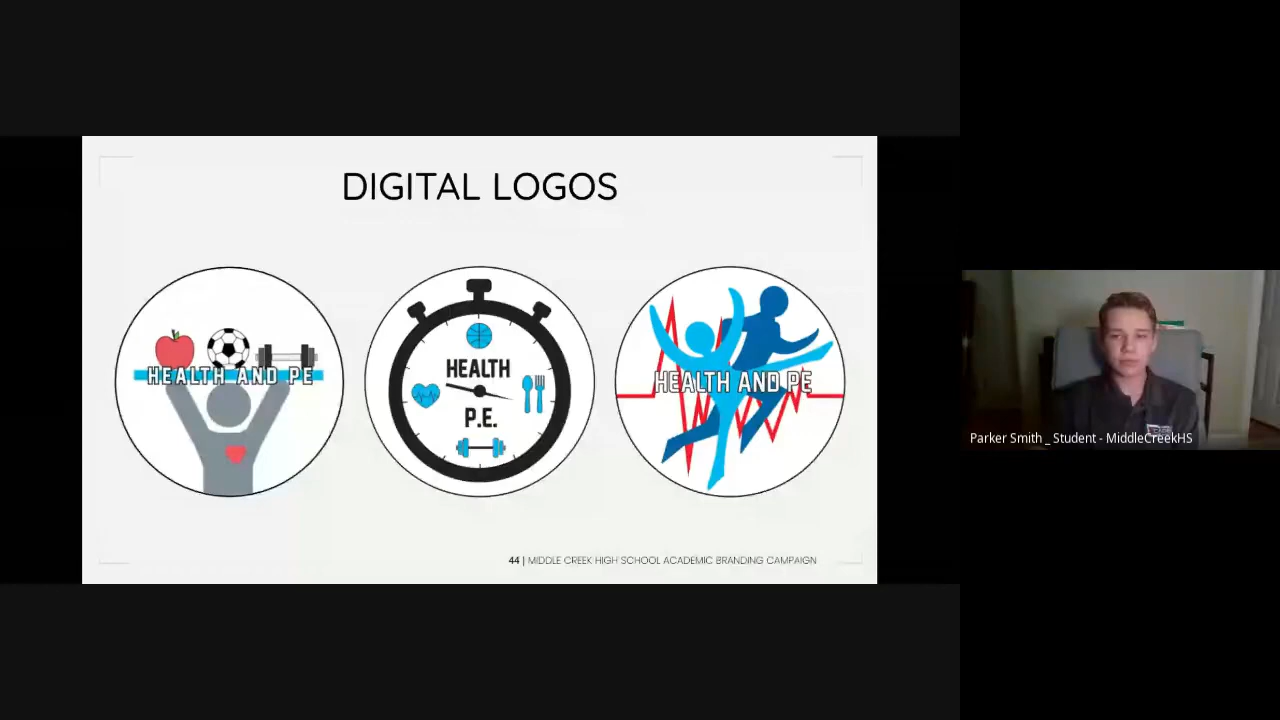 DIGITAL LOGOS
HEALTH AND PE
HEALTH
P.E.
HEALTH AND PE
44 | MIDDLE CREEK HIGH SCHOOL ACADEMIC BRANDING CAMPAIGN
Parker Smith _ Student - MiddleCreekHS